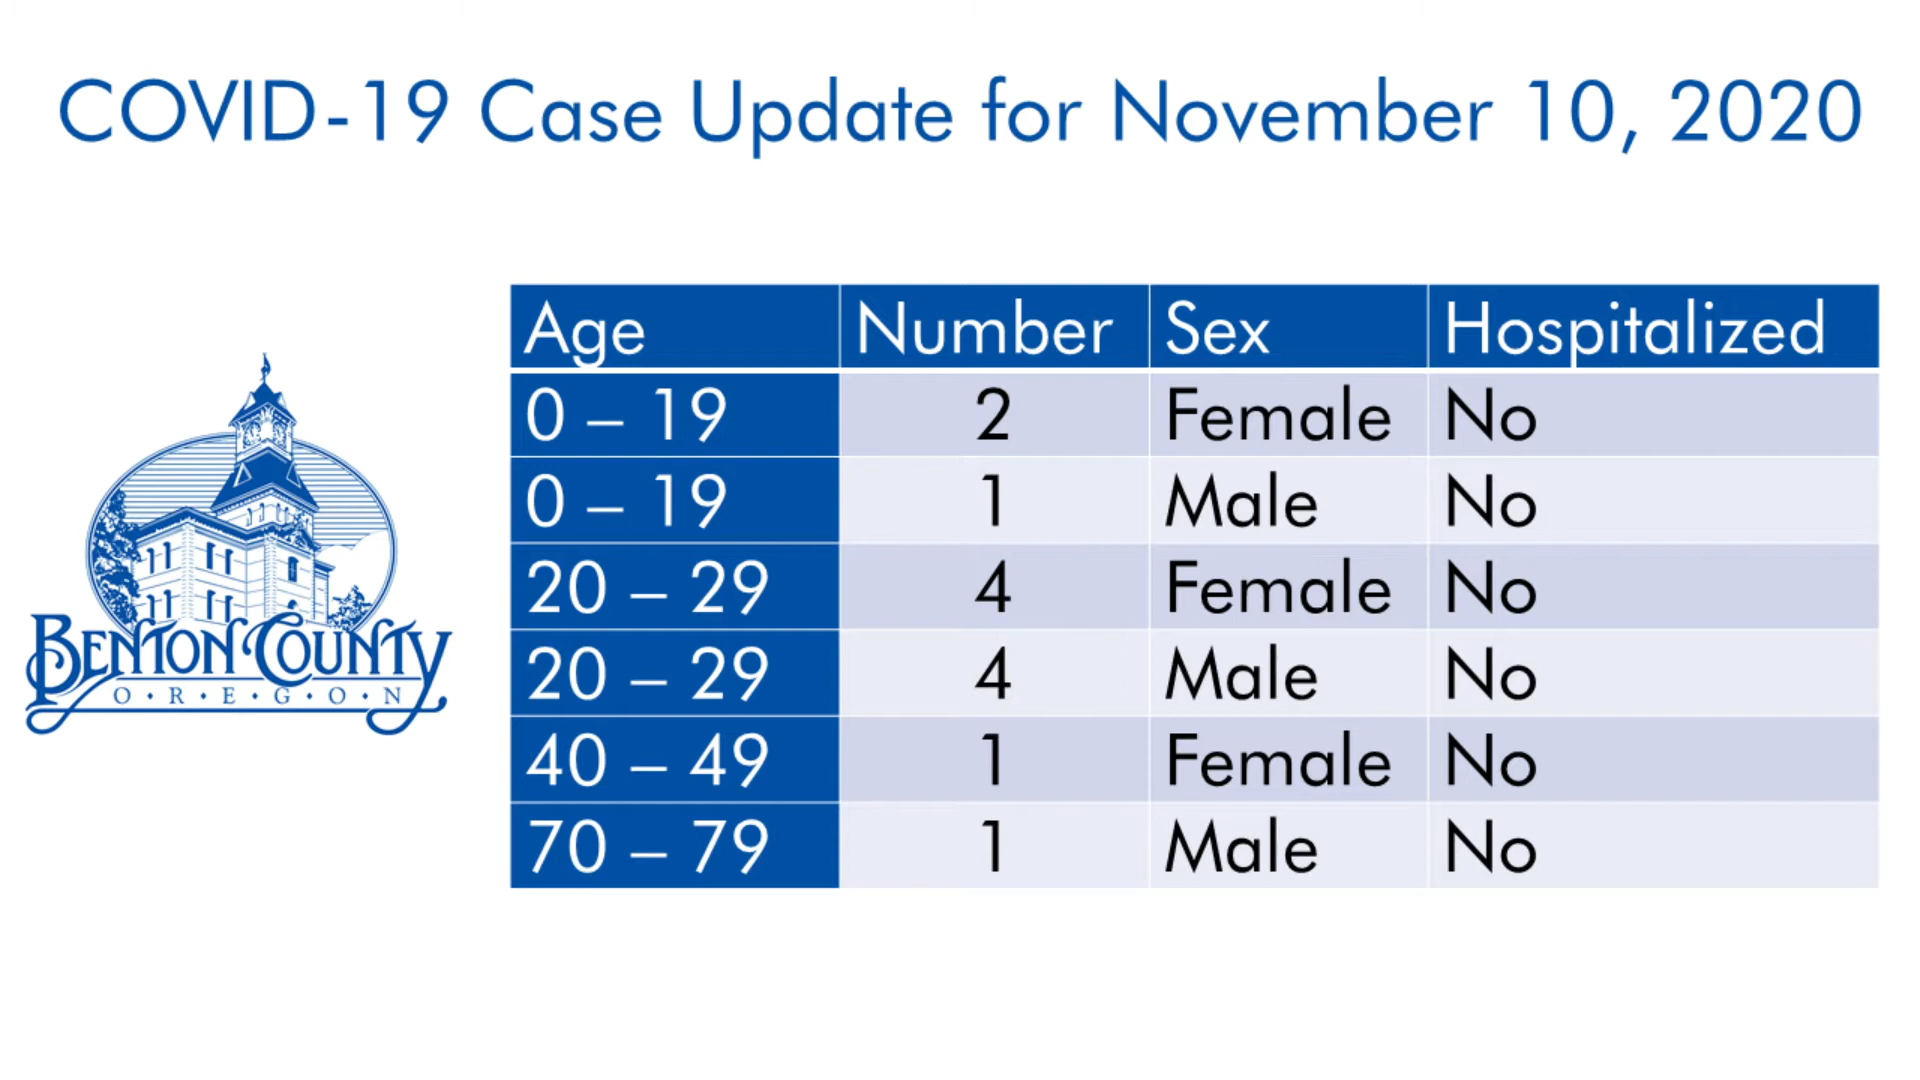 COVID-19 Case Update for November 10, 2020
Age Number Sex Hospitalized
0 – 19 2 Female No
0 – 19 1 Male No
20 – 29 4 Female No
20 – 29 4 Male No
40 – 49 1 Female No
70 – 79 1 Male No
BENTON COUNTY
O•R•E•G•O•N